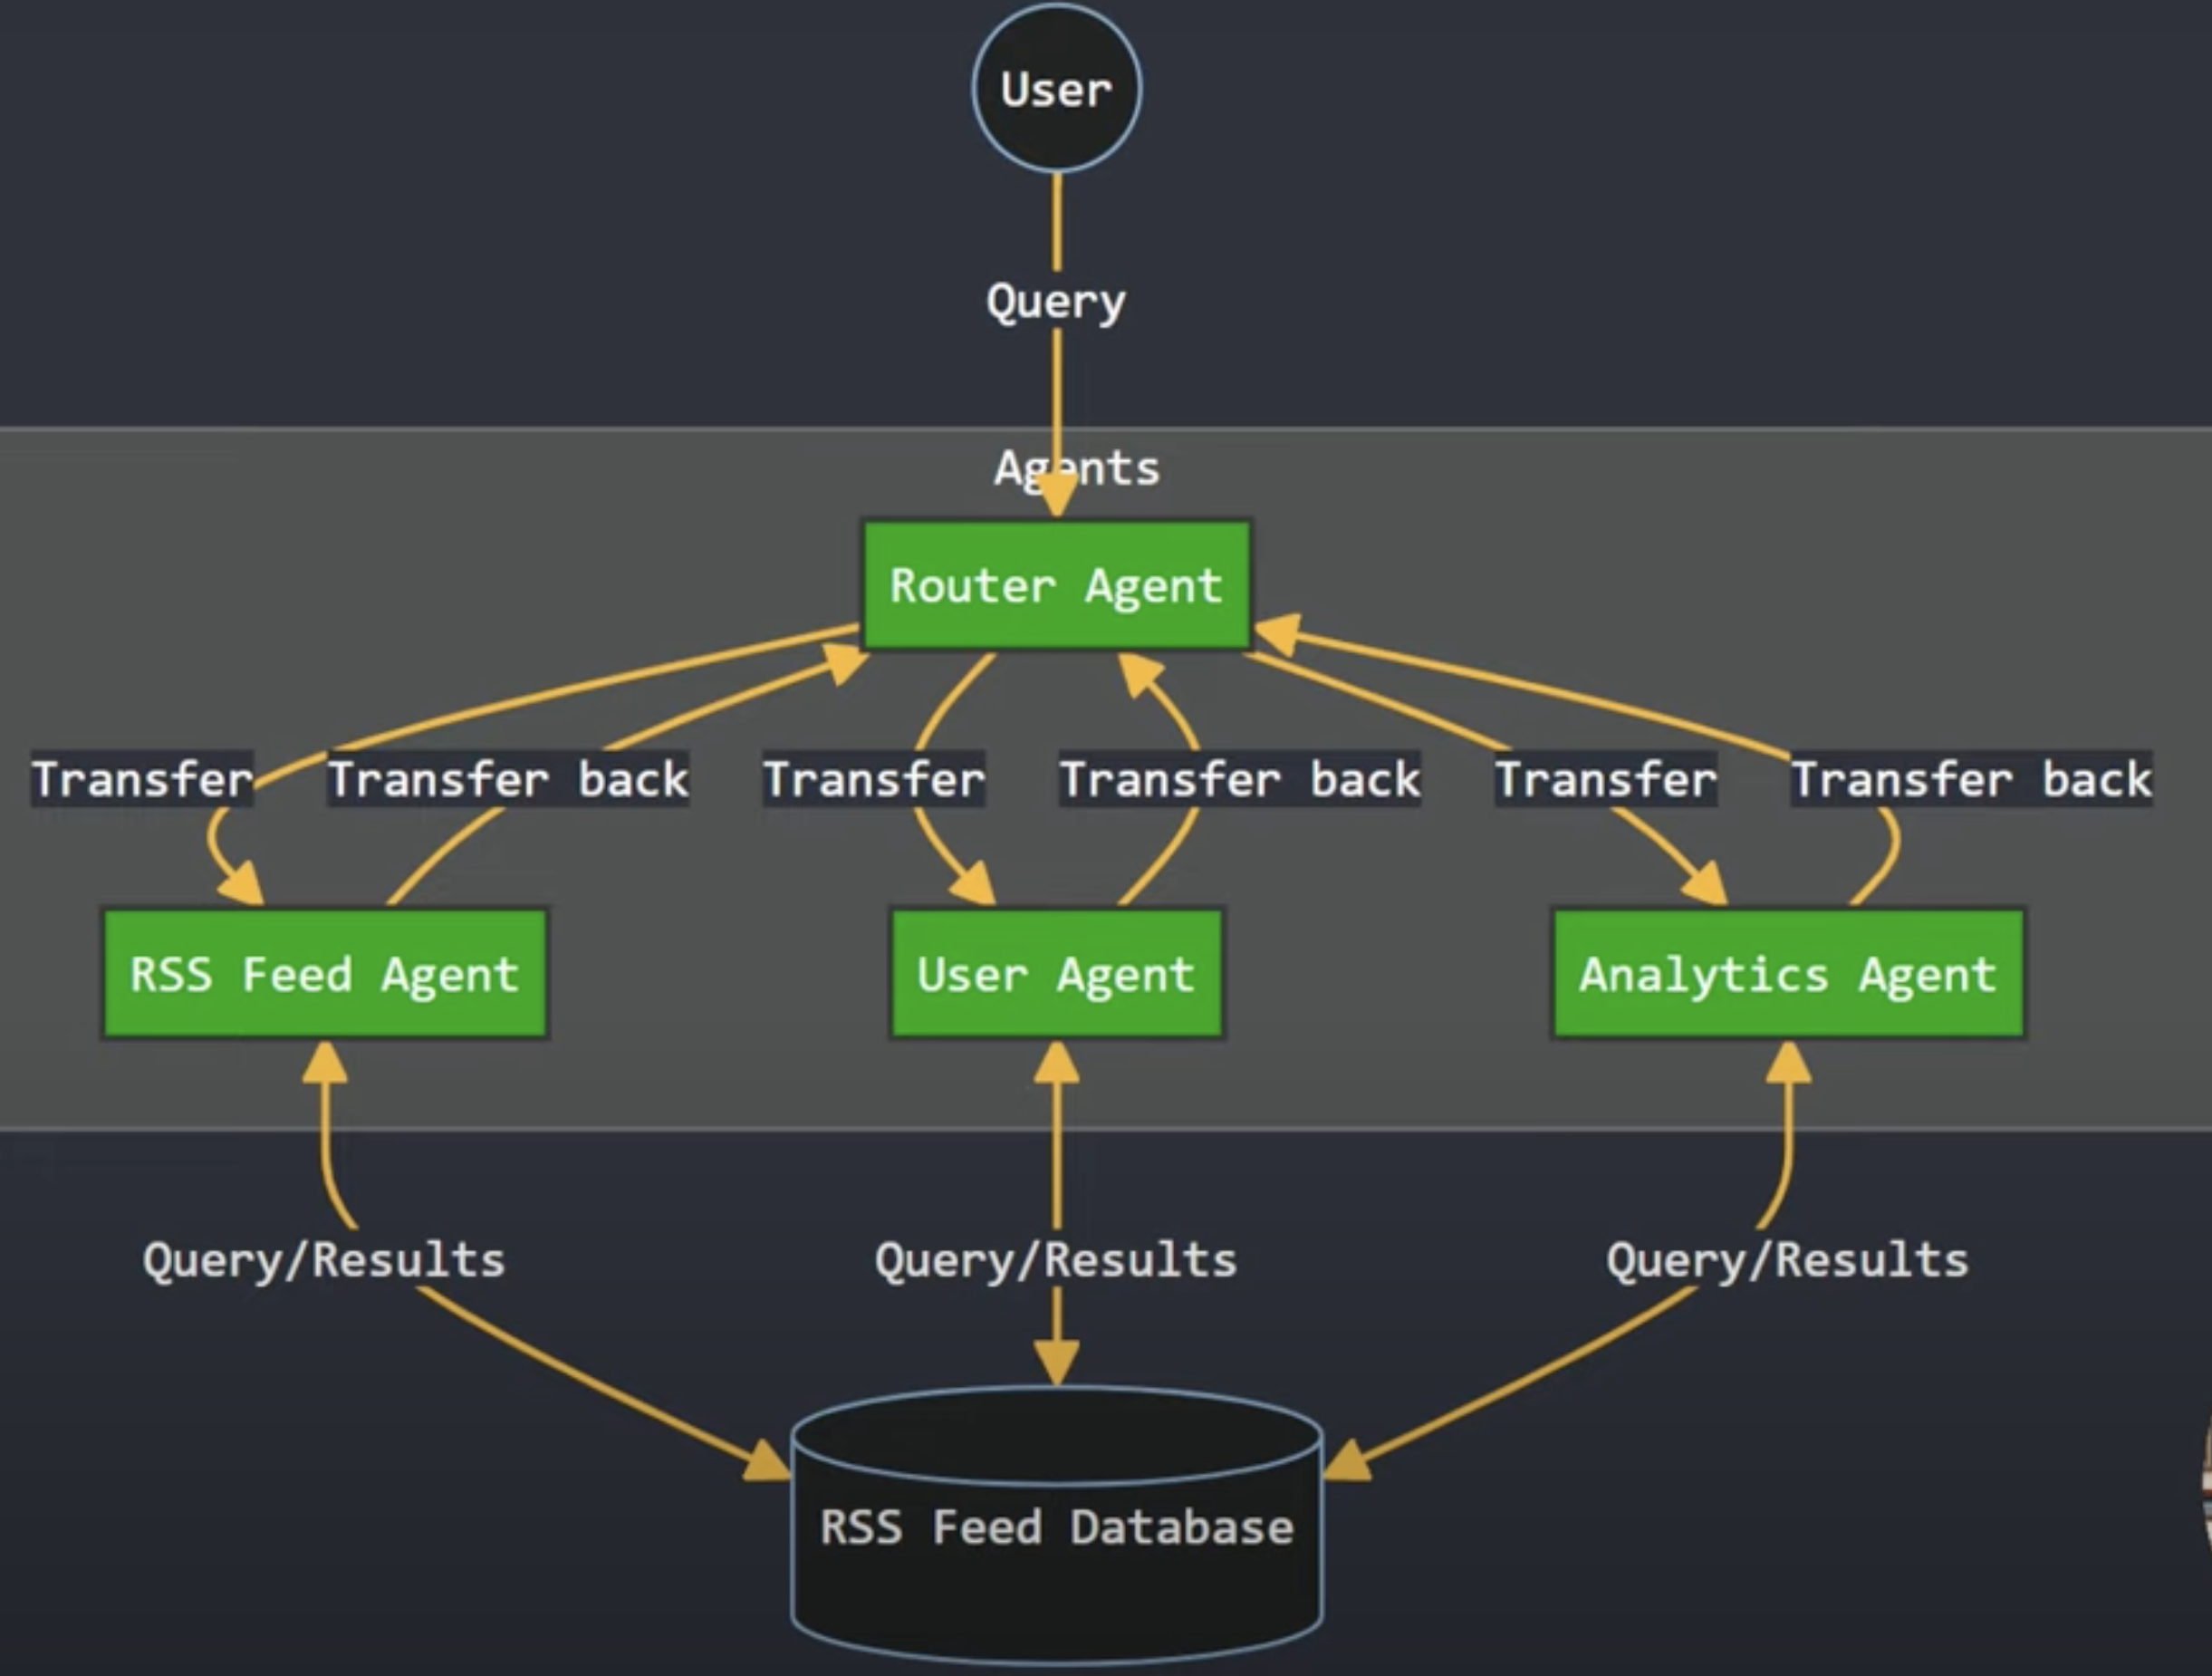 User
Query
Agents
Router Agent
Transfer
Transfer back
Transfer
Transfer back
Transfer
Transfer back
RSS Feed Agent
User Agent
Analytics Agent
Query/Results
Query/Results
Query/Results
RSS Feed Database